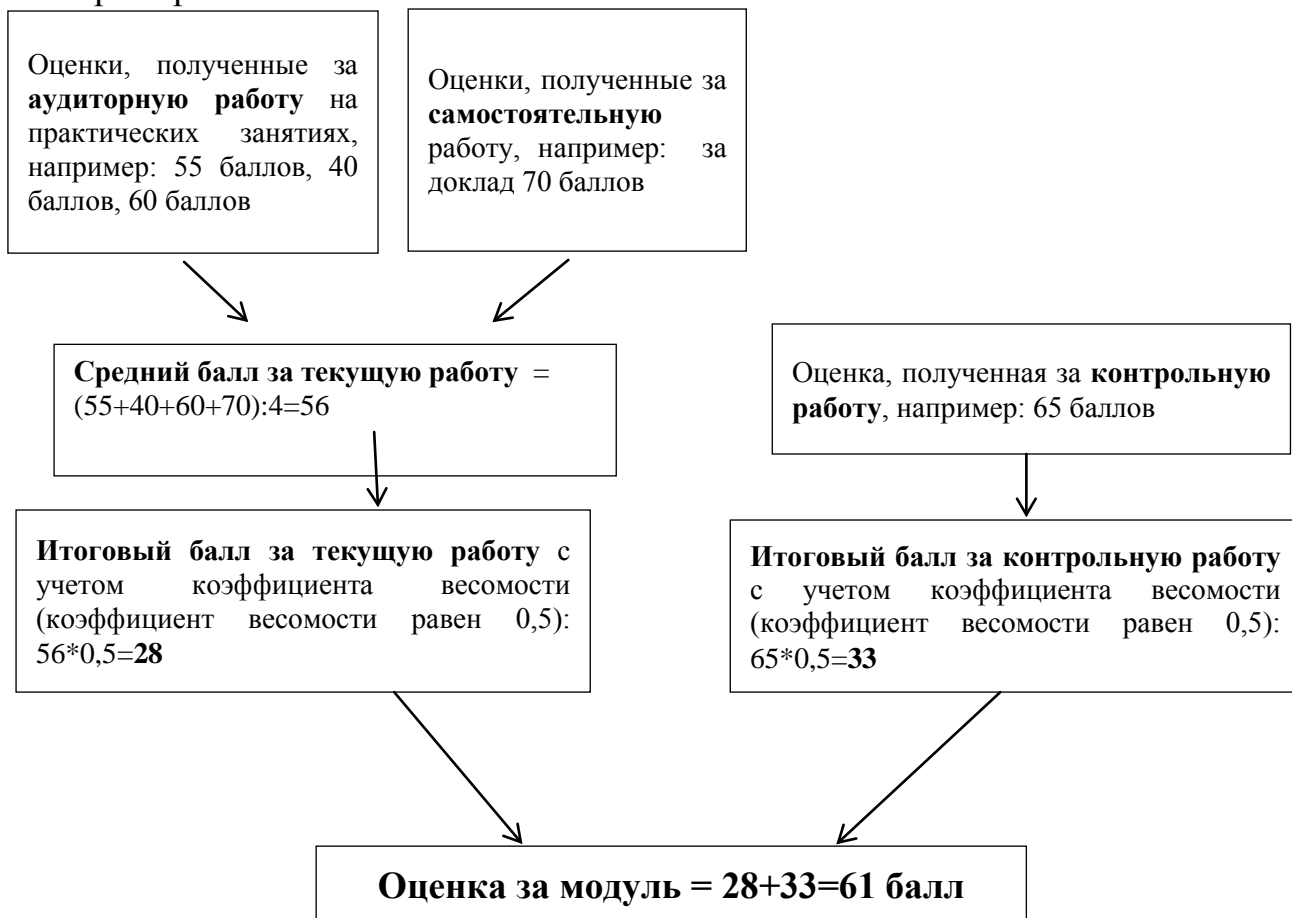 Оценки, полученные за
аудиторную работу на
практических занятиях,
например: 55 баллов, 40
баллов, 60 баллов
Оценки, полученные за
самостоятельную
работу, например: за
доклад 70 баллов
Средний балл за текущую работу =
(55+40+60+70):4=56
Оценка, полученная за контрольную
работу, например: 65 баллов
Итоговый балл за текущую работу с
учетом коэффициента весомости
(коэффициент весомости равен 0,5):
56*0,5=28
Итоговый балл за контрольную работу
с учетом коэффициента весомости
(коэффициент весомости равен 0,5):
65*0,5=33
Оценка за модуль = 28+33=61 балл